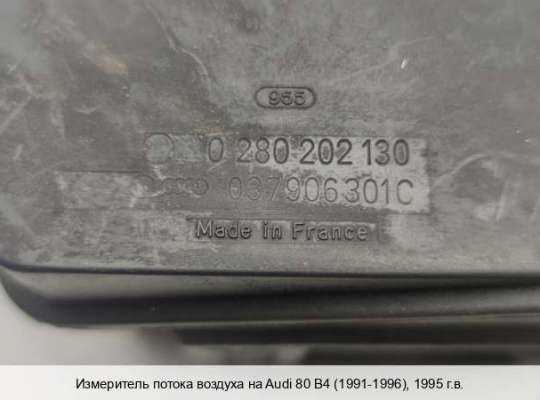 955
0 280 202 130
037906301C
Made in France
Измеритель потока воздуха на Audi 80 B4 (1991-1996), 1995 г.в.